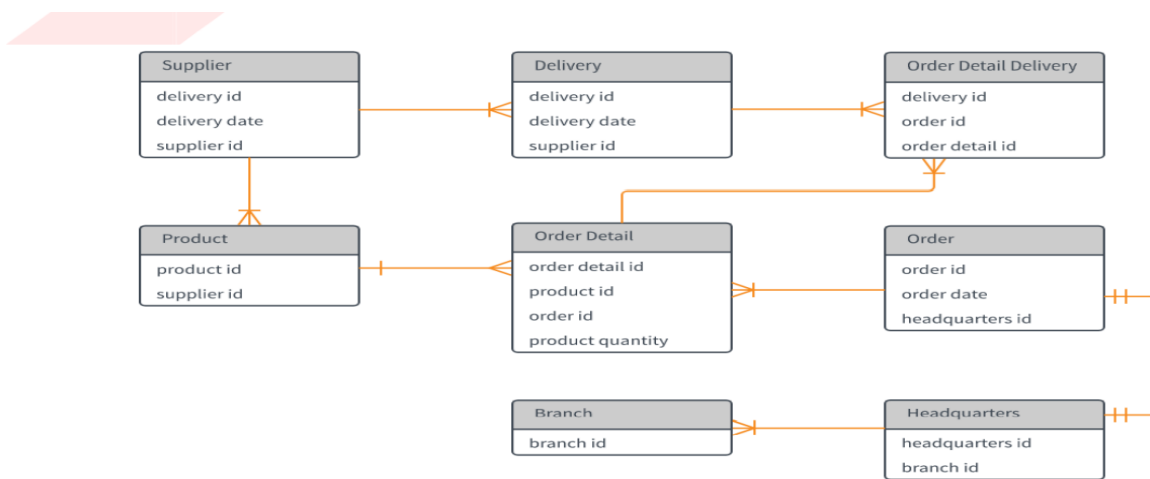 Supplier
delivery id
delivery date
supplier id
Delivery
delivery id
delivery date
supplier id
Order Detail Delivery
delivery id
order id
order detail id
Product
product id
supplier id
Order Detail
order detail id
product id
order id
product quantity
Order
order id
order date
headquarters id
Branch
branch id
Headquarters
headquarters id
branch id